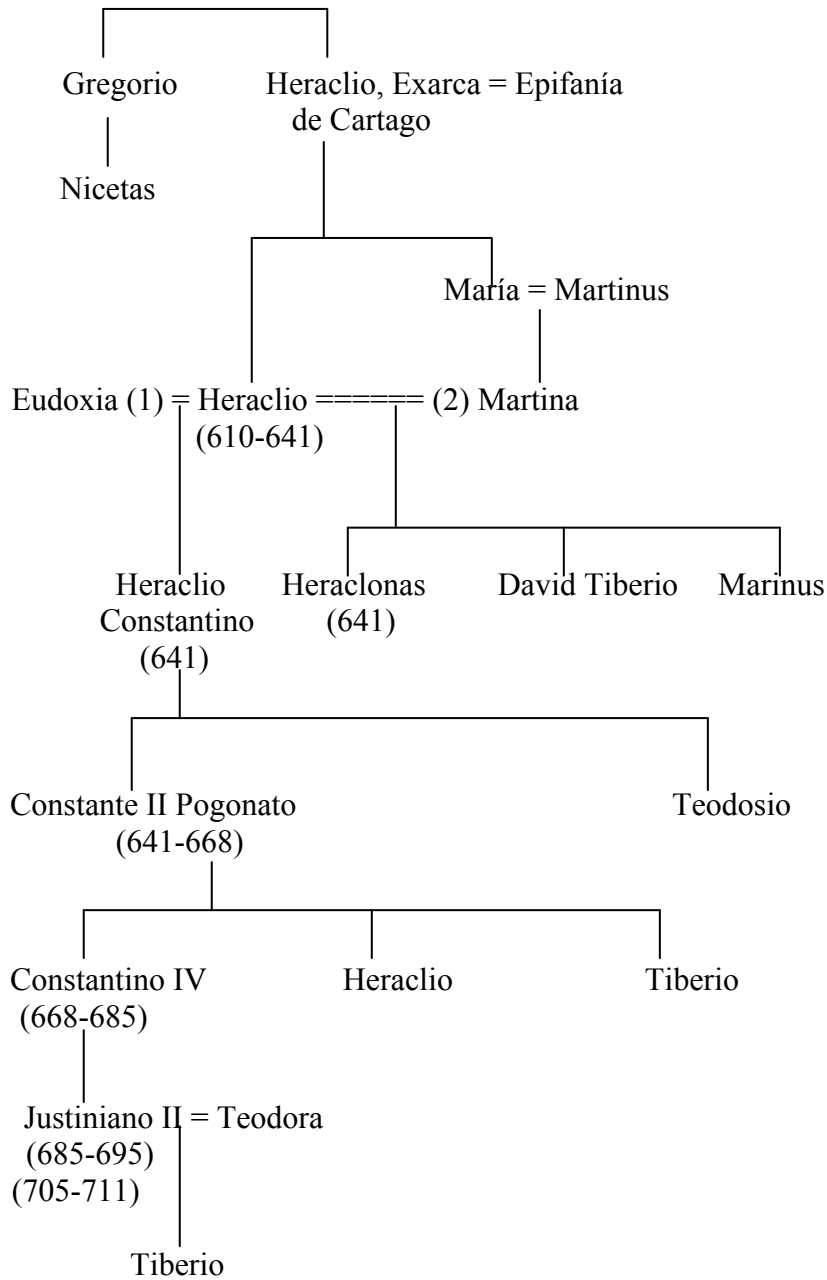 Gregorio Heraclio, Exarca = Epifanía
de Cartago
Nicetas
María = Martinus
Eudoxia (1) = Heraclio ====== (2) Martina
(610-641)
Heraclio Heraclonas David Tiberio Marinus
Constantino (641)
(641)
Constante II Pogonato Teodosio
(641-668)
Constantino IV Heraclio Tiberio
(668-685)
Justiniano II = Teodora
(685-695)
(705-711)
Tiberio